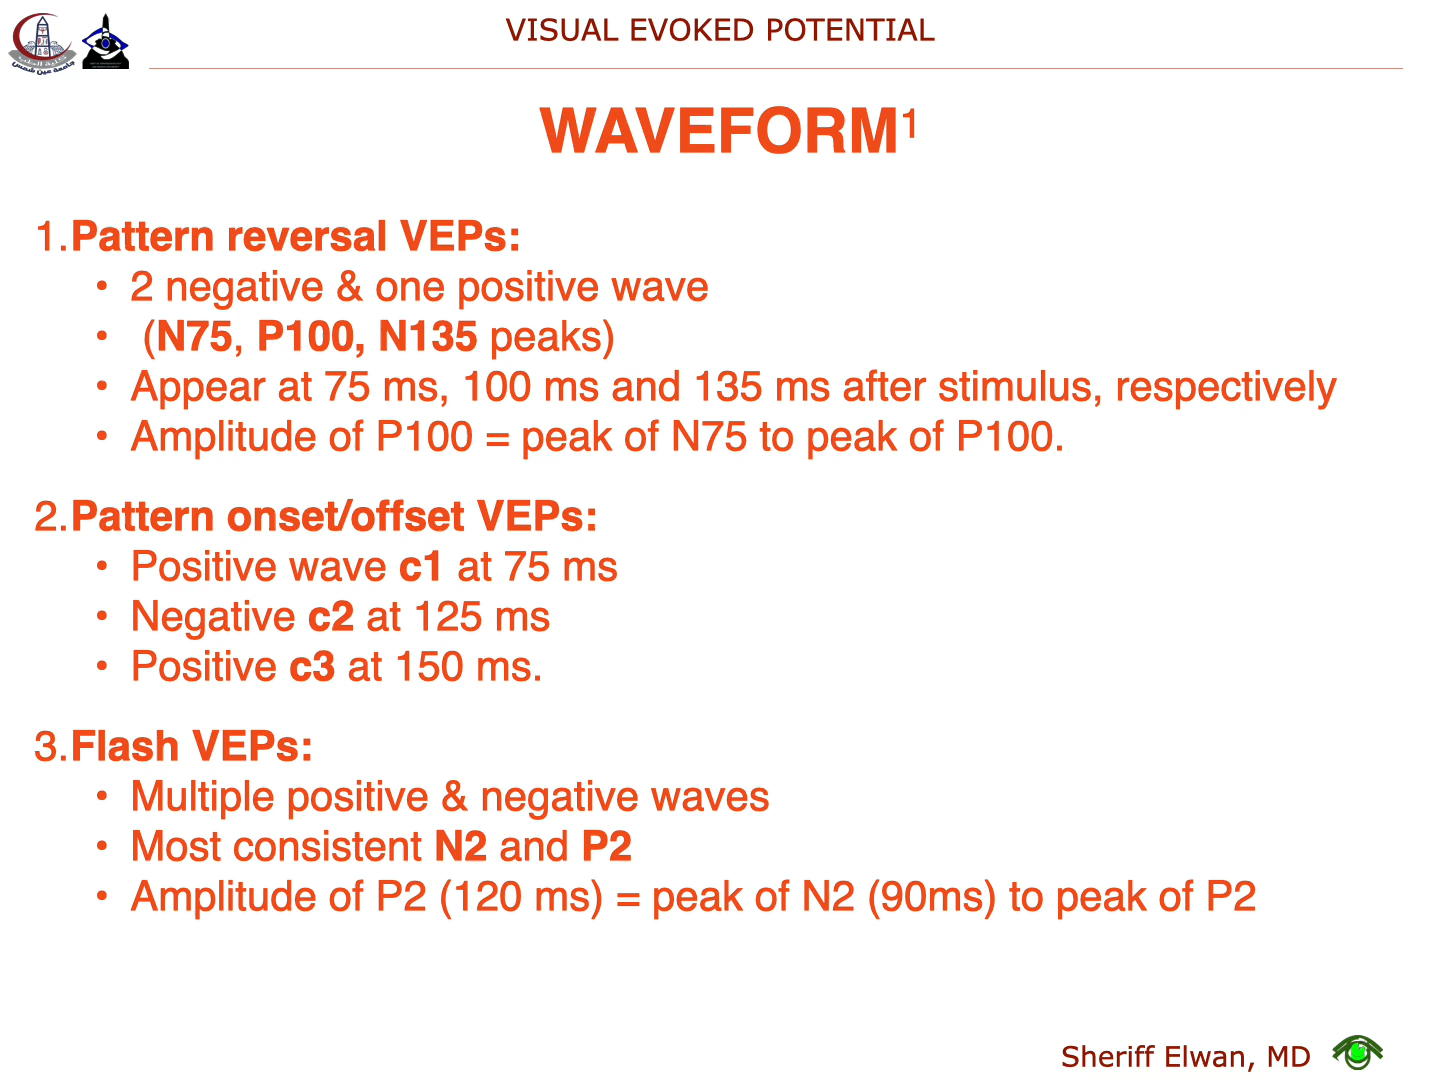 VISUAL EVOKED POTENTIAL
جامعة عين شمس
WAVEFORM¹
1.Pattern reversal VEPs:
• 2 negative & one positive wave
• (N75, P100, N135 peaks)
• Appear at 75 ms, 100 ms and 135 ms after stimulus, respectively
• Amplitude of P100 = peak of N75 to peak of P100.
2.Pattern onset/offset VEPs:
• Positive wave c1 at 75 ms
• Negative c2 at 125 ms
• Positive c3 at 150 ms.
3.Flash VEPs:
• Multiple positive & negative waves
• Most consistent N2 and P2
• Amplitude of P2 (120 ms) = peak of N2 (90ms) to peak of P2
Sheriff Elwan, MD